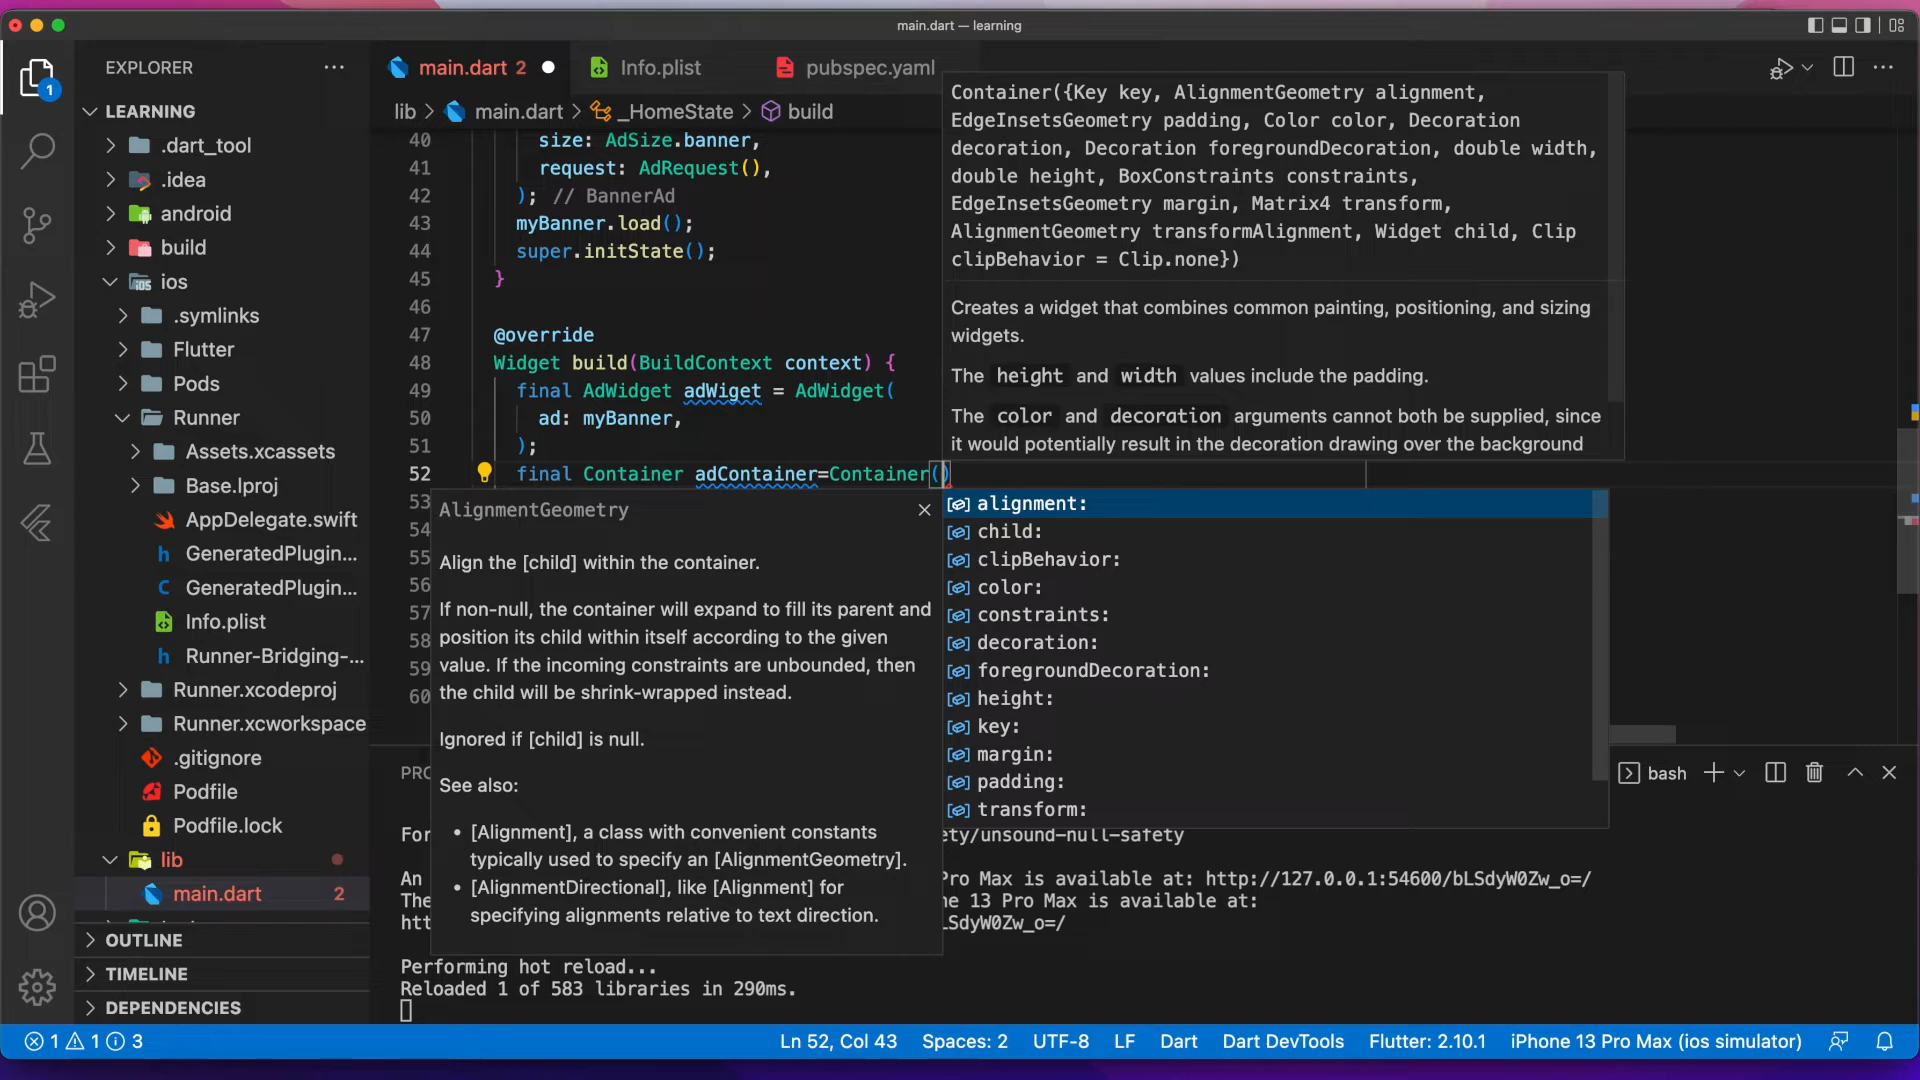 main.dart — learning
EXPLORER
LEARNING
.dart_tool
.idea
android
build
ios
.symlinks
Flutter
Pods
Runner
Assets.xcassets
Base.lproj
AppDelegate.swift
h GeneratedPlugin...
C GeneratedPlugin...
Info.plist
h Runner-Bridging-...
Runner.xcodeproj
Runner.xcworkspace
.gitignore
Podfile
Podfile.lock
lib
main.dart 2
OUTLINE
TIMELINE
DEPENDENCIES
1
main.dart 2
Info.plist
pubspec.yaml
lib > main.dart > _HomeState > build
40 size: AdSize.banner,
41 request: AdRequest(),
42 ); // BannerAd
43 myBanner.load();
44 super.initState();
45 }
46
47 @override
48 Widget build(BuildContext context) {
49 final AdWidget adWiget = AdWidget(
50 ad: myBanner,
51 );
52 final Container adContainer=Container()
53
54
55
56
57
58
59
60
Container({Key key, AlignmentGeometry alignment,
EdgeInsetsGeometry padding, Color color, Decoration
decoration, Decoration foregroundDecoration, double width,
double height, BoxConstraints constraints,
EdgeInsetsGeometry margin, Matrix4 transform,
AlignmentGeometry transformAlignment, Widget child, Clip
clipBehavior = Clip.none})
Creates a widget that combines common painting, positioning, and sizing
widgets.
The height and width values include the padding.
The color and decoration arguments cannot both be supplied, since
it would potentially result in the decoration drawing over the background
AlignmentGeometry
Align the [child] within the container.
If non-null, the container will expand to fill its parent and
position its child within itself according to the given
value. If the incoming constraints are unbounded, then
the child will be shrink-wrapped instead.
Ignored if [child] is null.
See also:
• [Alignment], a class with convenient constants
typically used to specify an [AlignmentGeometry].
• [AlignmentDirectional], like [Alignment] for
specifying alignments relative to text direction.
alignment:
child:
clipBehavior:
color:
constraints:
decoration:
foregroundDecoration:
height:
key:
margin:
padding:
transform:
bash
For
ety/unsound-null-safety
An
Pro Max is available at: http://127.0.0.1:54600/bLSdyW0Zw_o=/
The
ne 13 Pro Max is available at:
htt
LSdyW0Zw_o=/
Performing hot reload...
Reloaded 1 of 583 libraries in 290ms.
1 1 3
Ln 52, Col 43
Spaces: 2
UTF-8
LF
Dart
Dart DevTools
Flutter: 2.10.1
iPhone 13 Pro Max (ios simulator)